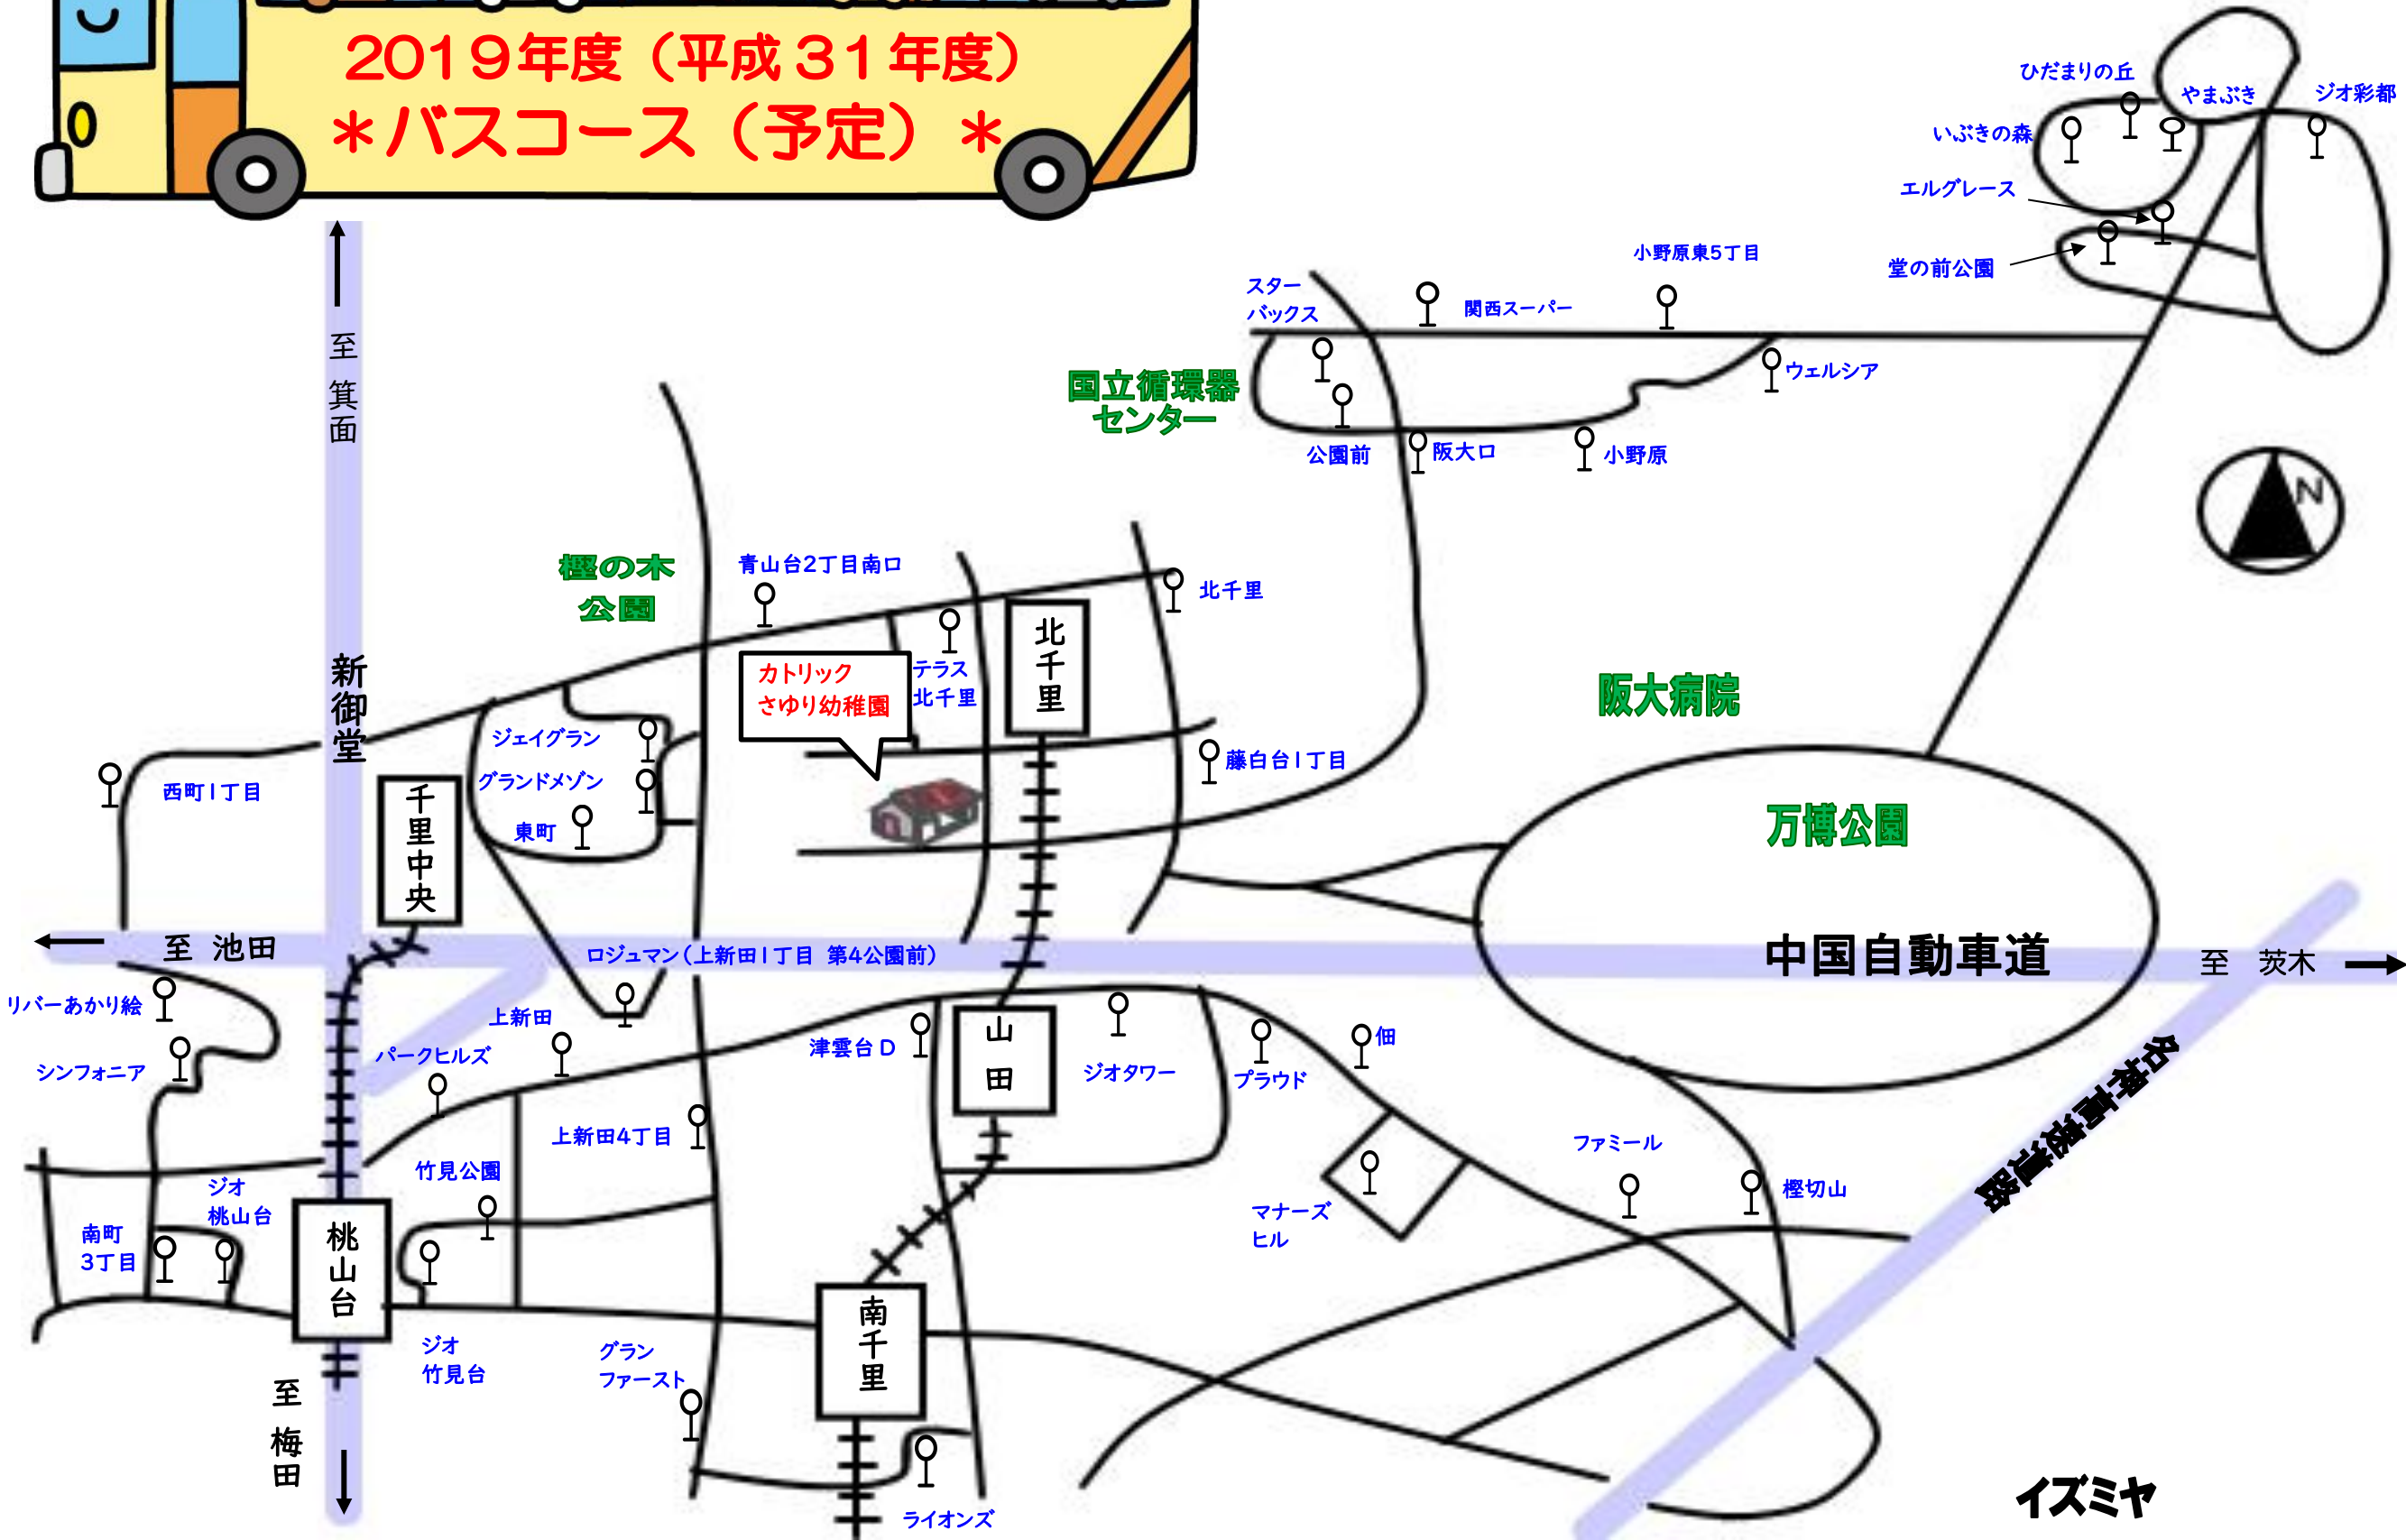 2019年度（平成31年度）
＊バスコース（予定）＊
ひだまりの丘
やまぶき
ジオ彩都
いぶきの森
エルグレース
堂の前公園
小野原東5丁目
スター
バックス
関西スーパー
国立循環器
センター
ウェルシア
公園前
阪大口
小野原
N
至 箕面
樫の木
公園
青山台2丁目南口
北千里
北千里
新御堂
カトリック
さゆり幼稚園
テラス
北千里
阪大病院
ジェイグラン
藤白台1丁目
グランドメゾン
西町1丁目
千里中央
東町
万博公園
至 池田
ロジュマン（上新田1丁目 第4公園前）
中国自動車道
至 茨木
リバーあかり絵
上新田
シンフォニア
パークヒルズ
津雲台D
山田
ジオタワー
プラウド
佃
名神高速道路
上新田4丁目
竹見公園
ファミール
樫切山
ジオ
桃山台
南町
3丁目
マナーズ
ヒル
桃山台
南千里
ジオ
竹見台
グラン
ファースト
至 梅田
ライオンズ
イズミヤ